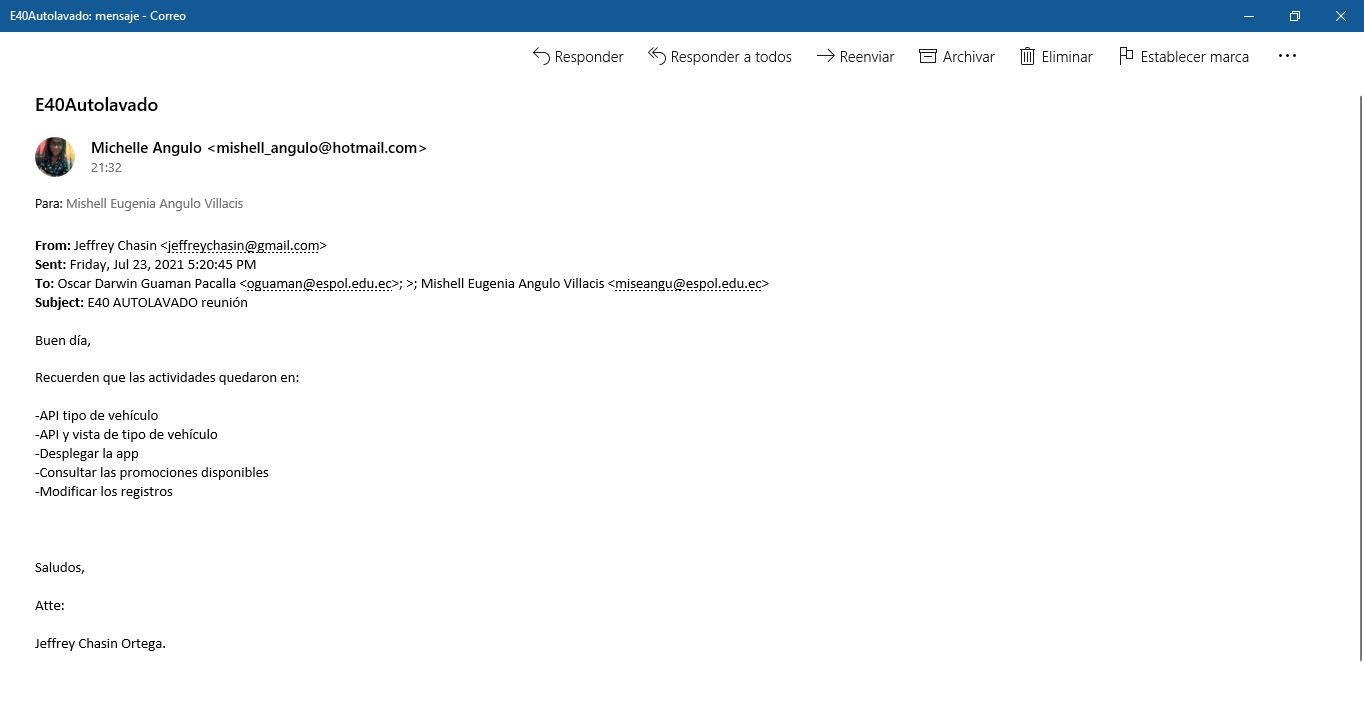 E40Autolavado: mensaje - Correo
Responder Responder a todos Reenviar Archivar Eliminar Establecer marca
E40Autolavado
Michelle Angulo <mishell_angulo@hotmail.com>
21:32
Para: Mishell Eugenia Angulo Villacis
From: Jeffrey Chasin <jeffreychasin@gmail.com>
Sent: Friday, Jul 23, 2021 5:20:45 PM
To: Oscar Darwin Guaman Pacalla <oguaman@espol.edu.ec>; >; Mishell Eugenia Angulo Villacis <miseangu@espol.edu.ec>
Subject: E40 AUTOLAVADO reunión
Buen día,
Recuerden que las actividades quedaron en:
-API tipo de vehículo
-API y vista de tipo de vehículo
-Desplegar la app
-Consultar las promociones disponibles
-Modificar los registros
Saludos,
Atte:
Jeffrey Chasin Ortega.